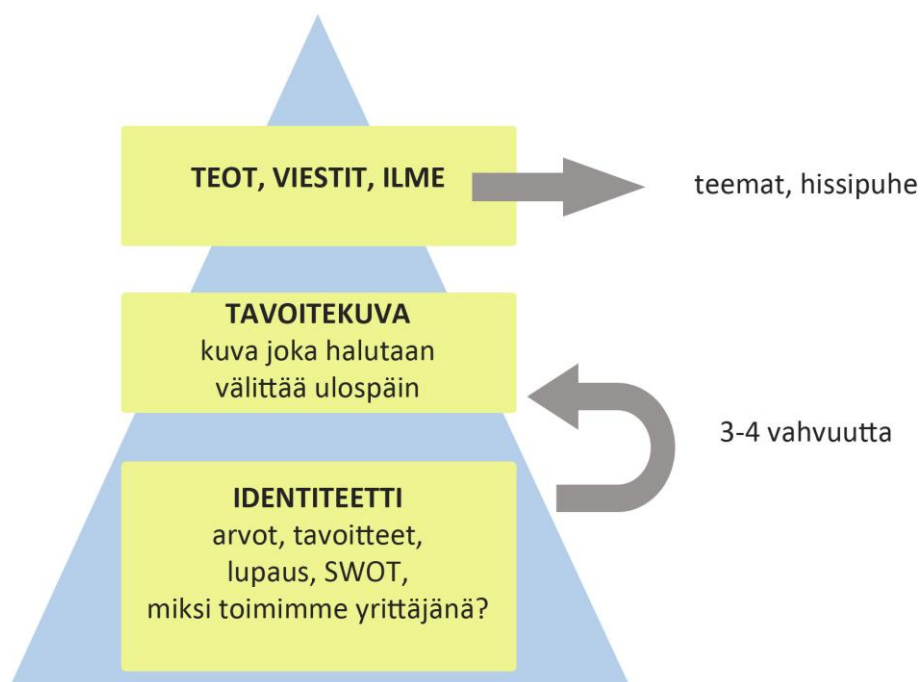 TEOT, VIESTIT, ILME
teemat, hissipuhe
TAVOITEKUVA
kuva joka halutaan
välittää ulospäin
3-4 vahvuutta
IDENTITEETTI
arvot, tavoitteet,
lupaus, SWOT,
miksi toimimme yrittäjänä?